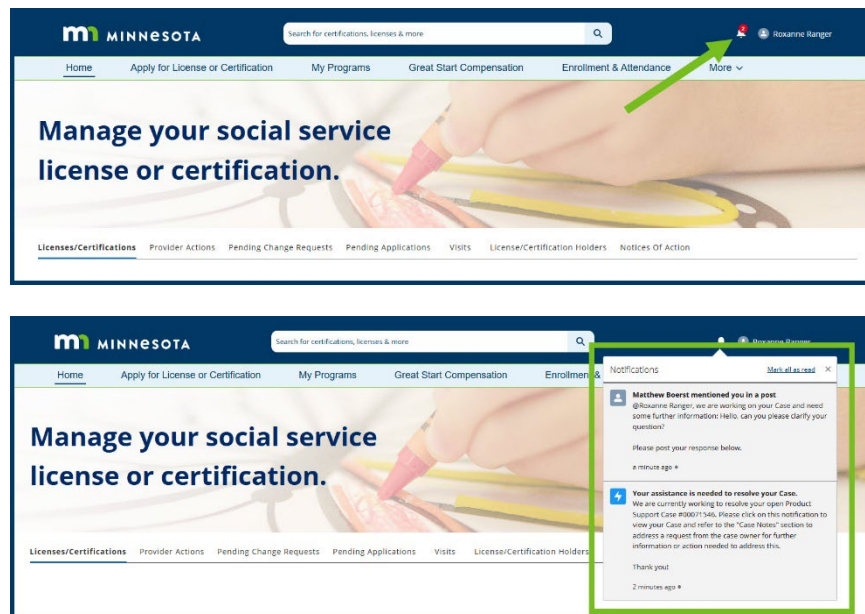 mn MINNESOTA
Search for certifications, licenses & more
2
Roxanne Ranger
Home Apply for License or Certification My Programs Great Start Compensation Enrollment & Attendance More
Manage your social service
license or certification.
Licenses/Certifications Provider Actions Pending Change Requests Pending Applications Visits License/Certification Holders Notices Of Action
mn MINNESOTA
Search for certifications, licenses & more
Roxanne Ranger
Home Apply for License or Certification My Programs Great Start Compensation Enrollment &
Manage your social service
license or certification.
Licenses/Certifications Provider Actions Pending Change Requests Pending Applications Visits License/Certification Holders
Notifications Mark all as read
Matthew Boerst mentioned you in a post
@Roxanne Ranger, we are working on your Case and need
some further information: Hello, can you please clarify your
question?
Please post your response below.
a minute ago
Your assistance is needed to resolve your Case.
We are currently working to resolve your open Product
Support Case #00071546. Please click on this notification to
view your Case and refer to the "Case Notes" section to
address a request from the case owner for further
information or action needed to address this.
Thank you!
2 minutes ago